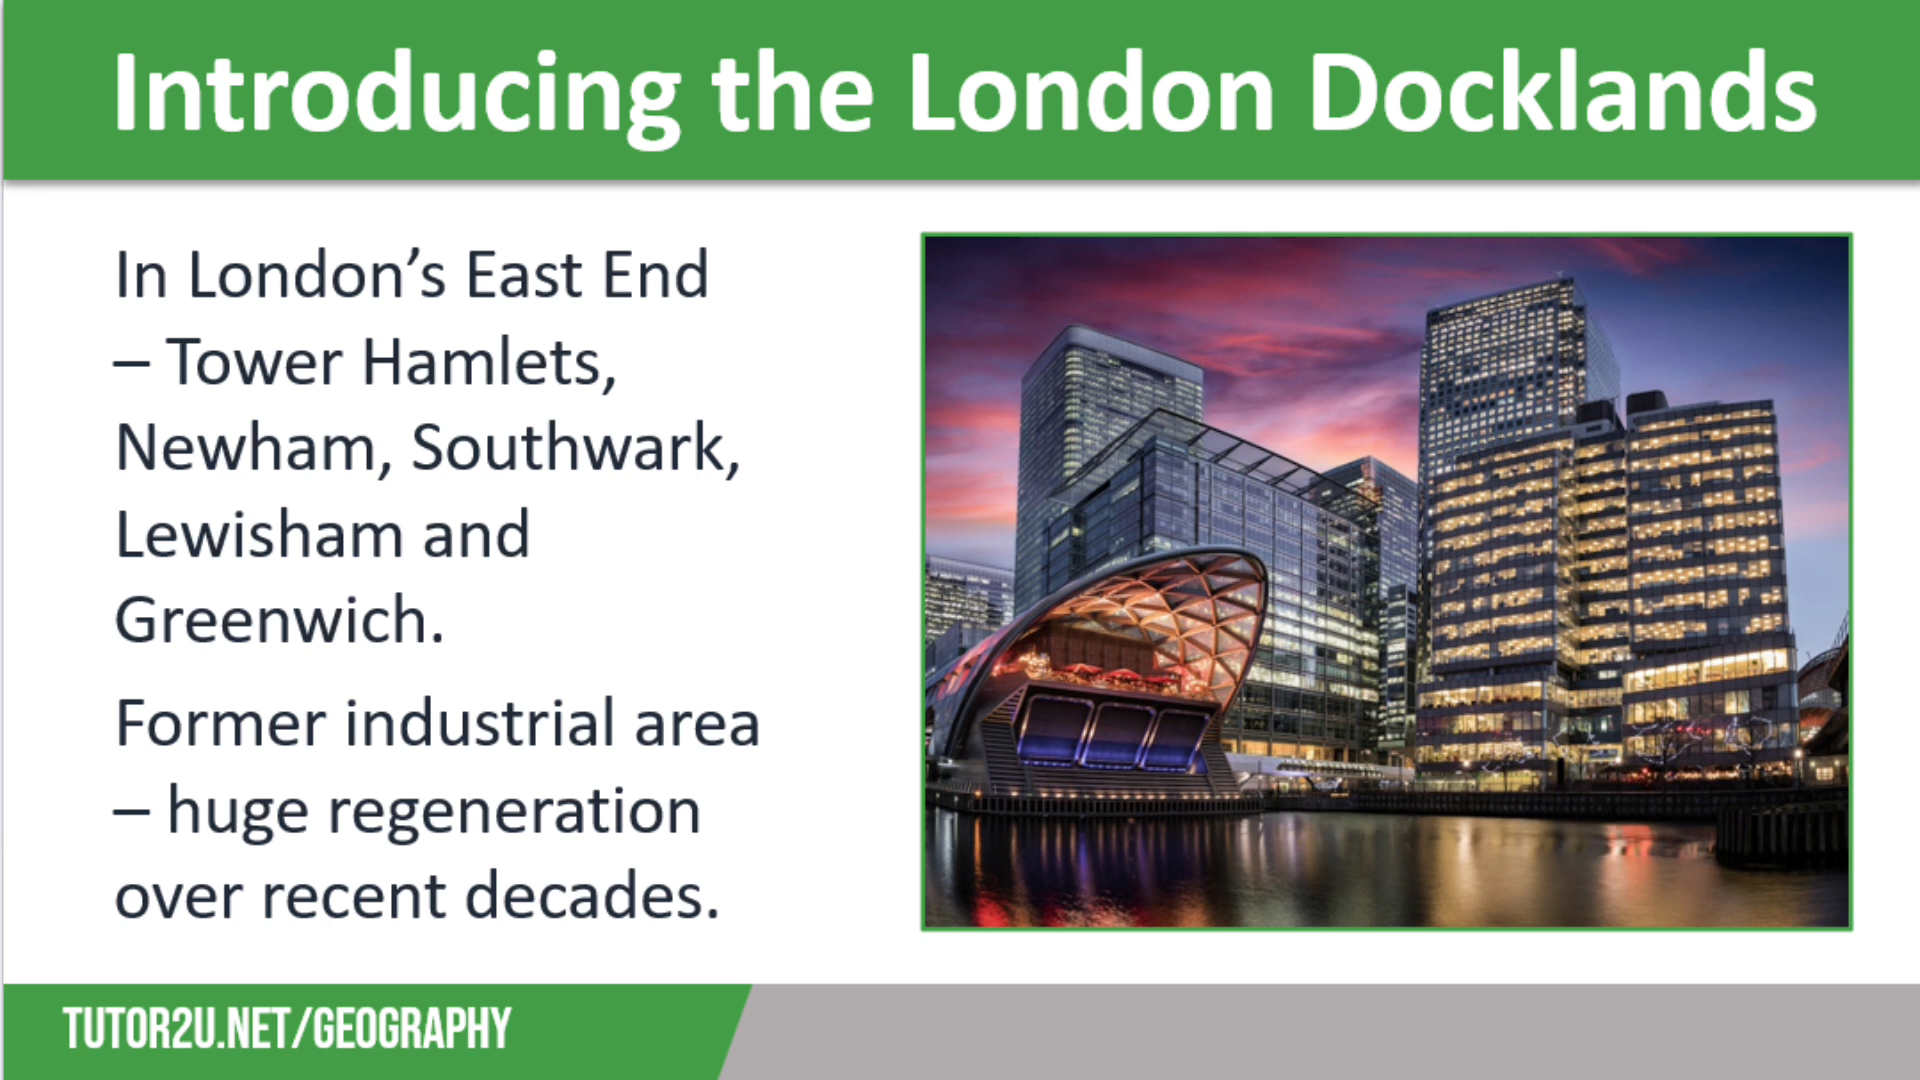 Introducing the London Docklands
In London’s East End
– Tower Hamlets,
Newham, Southwark,
Lewisham and
Greenwich.
Former industrial area
– huge regeneration
over recent decades.
TUTOR2U.NET/GEOGRAPHY